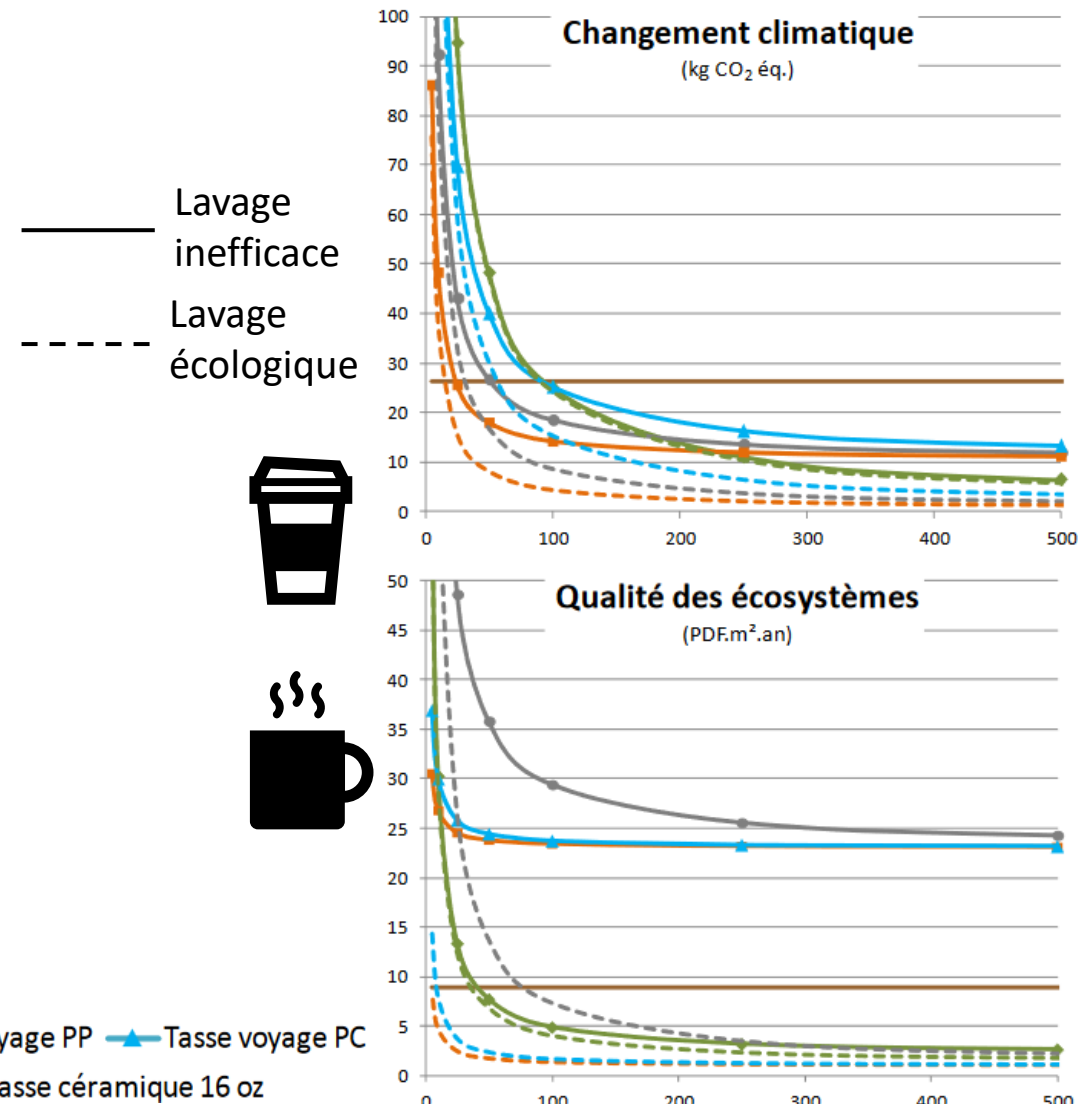 Changement climatique
(kg CO₂ éq.)
100
90
80
70
60
50
40
30
20
10
0
0 100 200 300 400 500
Lavage
inefficace
Lavage
écologique
Qualité des écosystèmes
(PDF.m².an)
50
45
40
35
30
25
20
15
10
5
0
0 100 200 300 400 500
yage PP Tasse voyage PC
asse céramique 16 oz